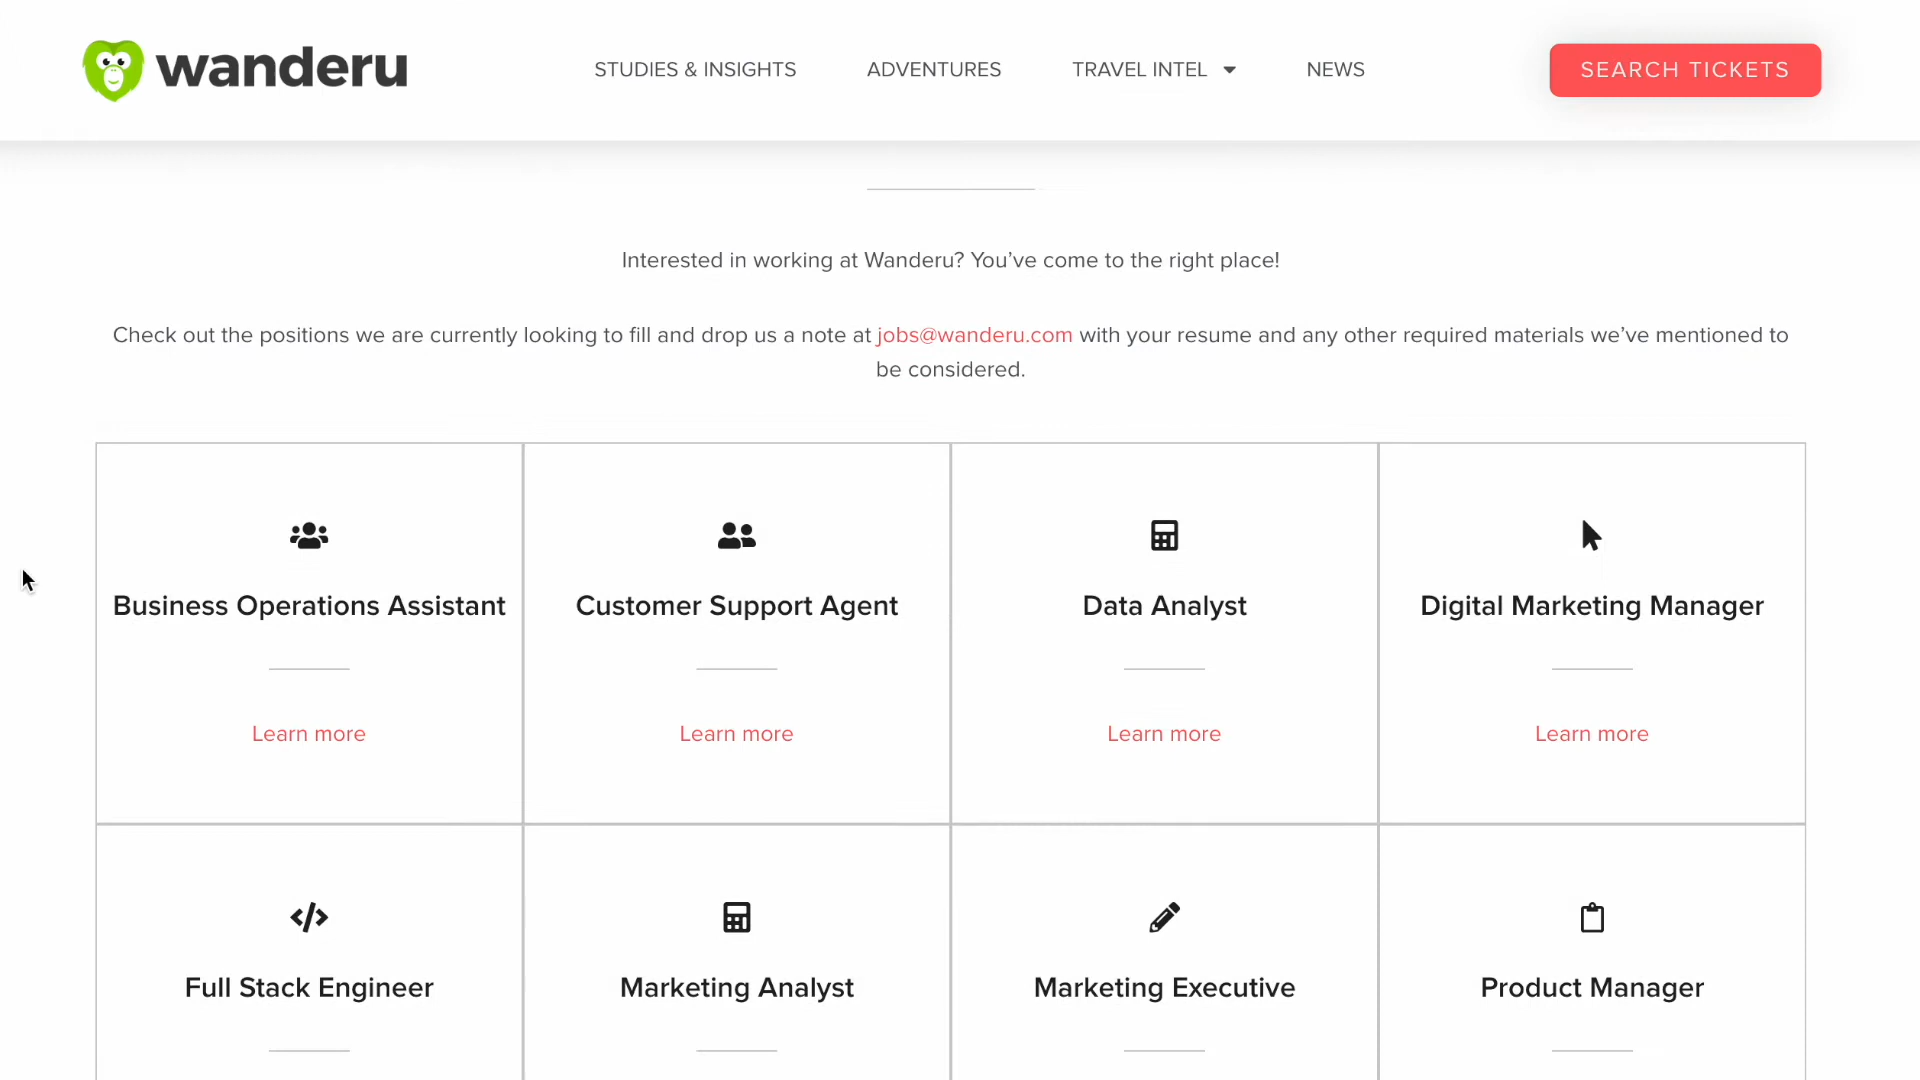 wanderu
STUDIES & INSIGHTS
ADVENTURES
TRAVEL INTEL
NEWS
SEARCH TICKETS
Interested in working at Wanderu? You’ve come to the right place!
Check out the positions we are currently looking to fill and drop us a note at jobs@wanderu.com with your resume and any other required materials we’ve mentioned to
be considered.
Business Operations Assistant
Learn more
Customer Support Agent
Learn more
Data Analyst
Learn more
Digital Marketing Manager
Learn more
Full Stack Engineer
Marketing Analyst
Marketing Executive
Product Manager